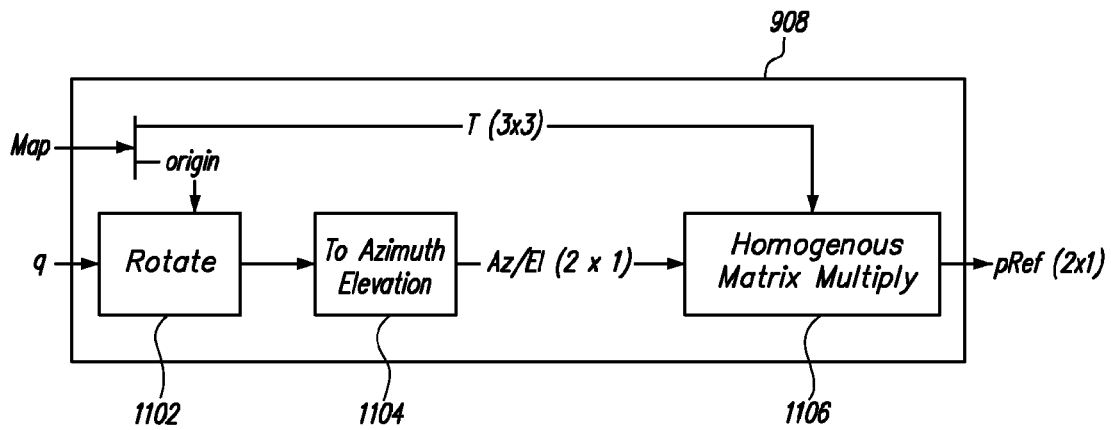 908
T (3x3)
Map
origin
q
Rotate
To Azimuth
Elevation
Az/El (2 x 1)
Homogenous
Matrix Multiply
pRef (2x1)
1102
1104
1106